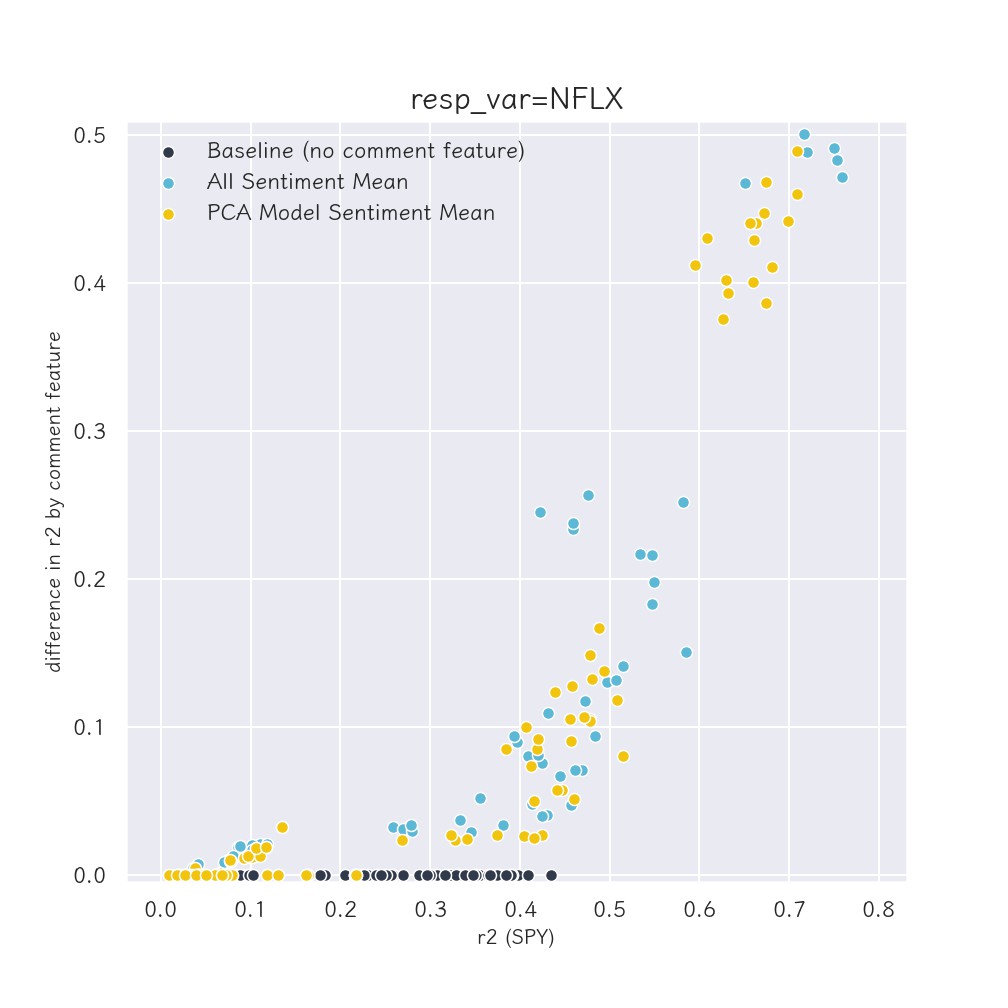 resp_var=NFLX
Baseline (no comment feature)
All Sentiment Mean
PCA Model Sentiment Mean
difference in r2 by comment feature
0.5
0.4
0.3
0.2
0.1
0.0
0.0 0.1 0.2 0.3 0.4 0.5 0.6 0.7 0.8
r2 (SPY)